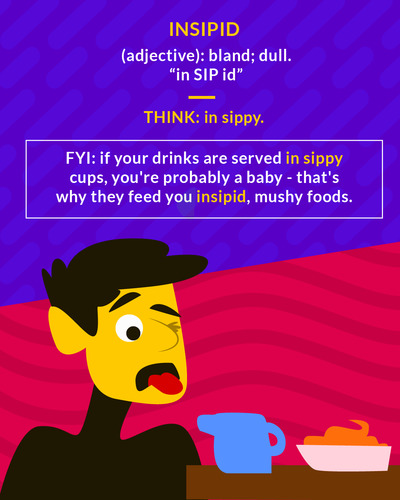 INSIPID
(adjective): bland; dull.
“in SIP id”
THINK: in sippy.
FYI: if your drinks are served in sippy
cups, you're probably a baby - that's
why they feed you insipid, mushy foods.